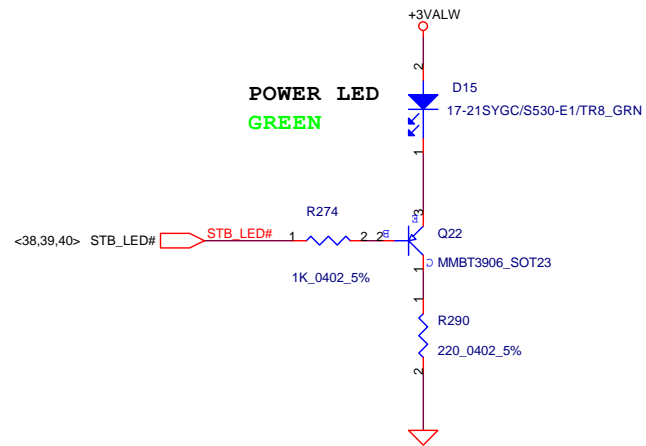 +3VALW
2
D15
POWER LED
17-21SYGC/S530-E1/TR8_GRN
GREEN
1
R274
3
E
<38,39,40> STB_LED#
STB_LED#
1
2
2
B
Q22
C
MMBT3906_SOT23
1
1K_0402_5%
1
R290
220_0402_5%
2